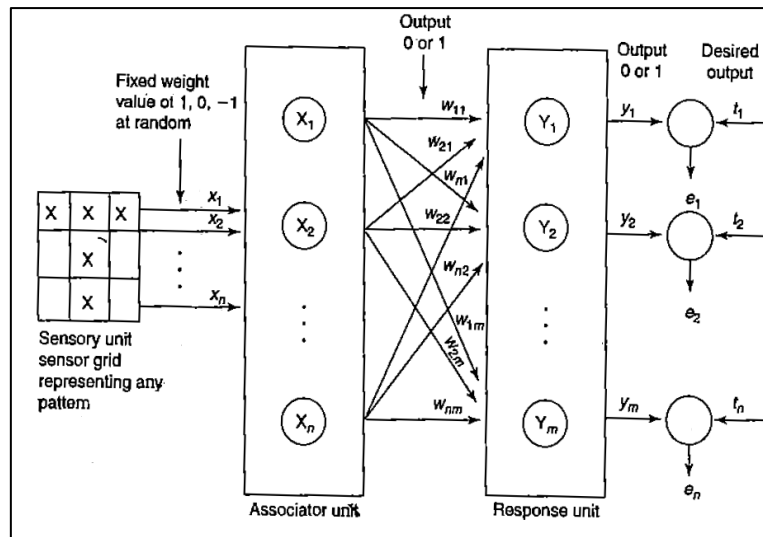 Output
0 or 1
Output
0 or 1
Desired
output
Fixed weight
value of 1, 0, −1
at random
X X X
X
X
x1
x2
xn
Sensory unit
sensor grid
representing any
pattern
X1
X2
Xn
Associator unit
w11
w21
wn1
w22
wn2
w1m
w2m
wnm
Y1
Y2
Ym
Response unit
y1
y2
ym
t1
t2
tn
e1
e2
en